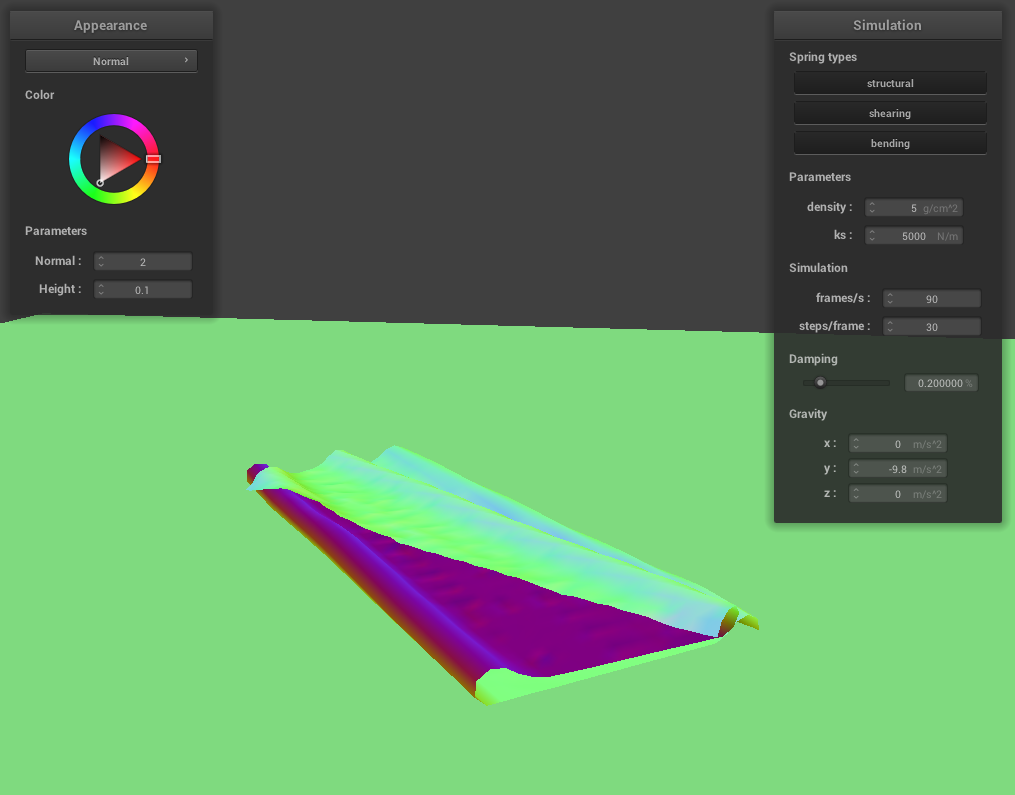 Appearance
Normal
Color
Parameters
Normal : 2
Height : 0.1
Simulation
Spring types
structural
shearing
bending
Parameters
density : 5 g/cm^2
ks : 5000 N/m
Simulation
frames/s : 90
steps/frame : 30
Damping
0.200000 %
Gravity
x : 0 m/s^2
y : -9.8 m/s^2
z : 0 m/s^2